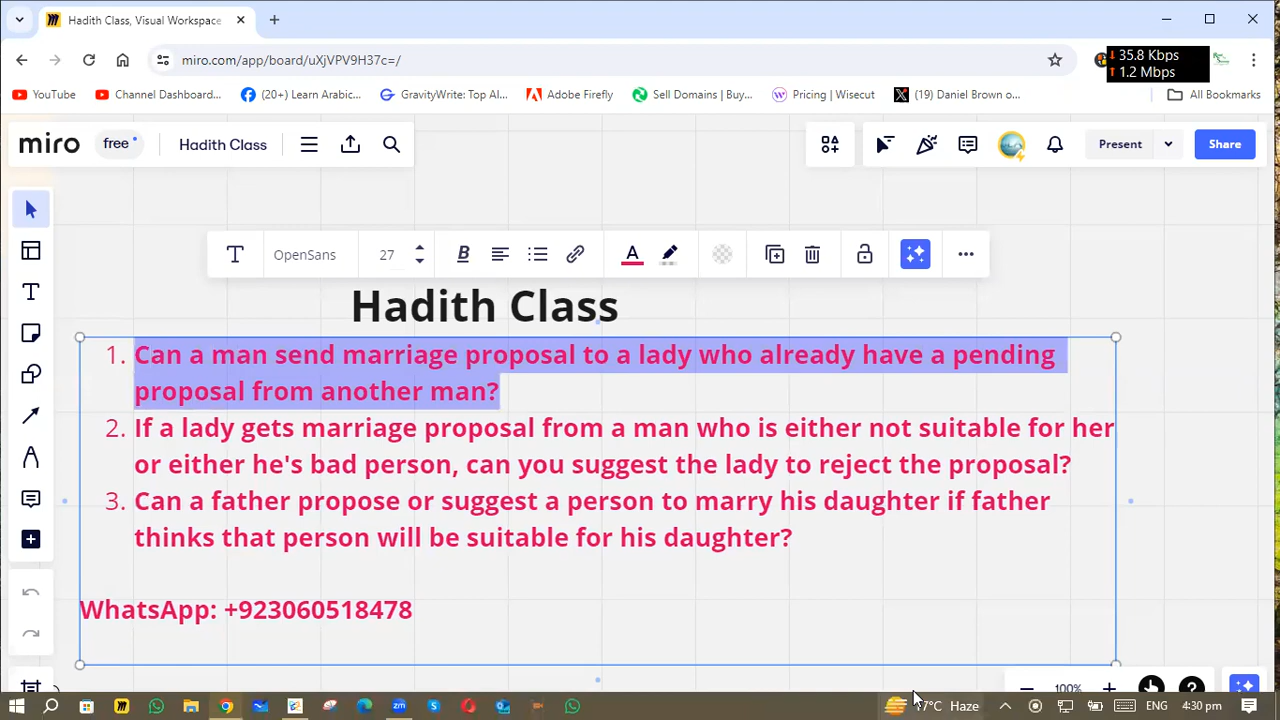 Hadith Class, Visual Workspace
miro.com/app/board/uXjVPV9H37c=/
35.8 Kbps
1.2 Mbps
YouTube
Channel Dashboard...
(20+) Learn Arabic...
GravityWrite: Top AI...
Adobe Firefly
Sell Domains | Buy...
Pricing | Wisecut
(19) Daniel Brown o...
All Bookmarks
miro
free
Hadith Class
Present
Share
OpenSans
27
Hadith Class
1. Can a man send marriage proposal to a lady who already have a pending
proposal from another man?
2. If a lady gets marriage proposal from a man who is either not suitable for her
or either he's bad person, can you suggest the lady to reject the proposal?
3. Can a father propose or suggest a person to marry his daughter if father
thinks that person will be suitable for his daughter?
WhatsApp: +923060518478
100%
Haze
4:30 pm